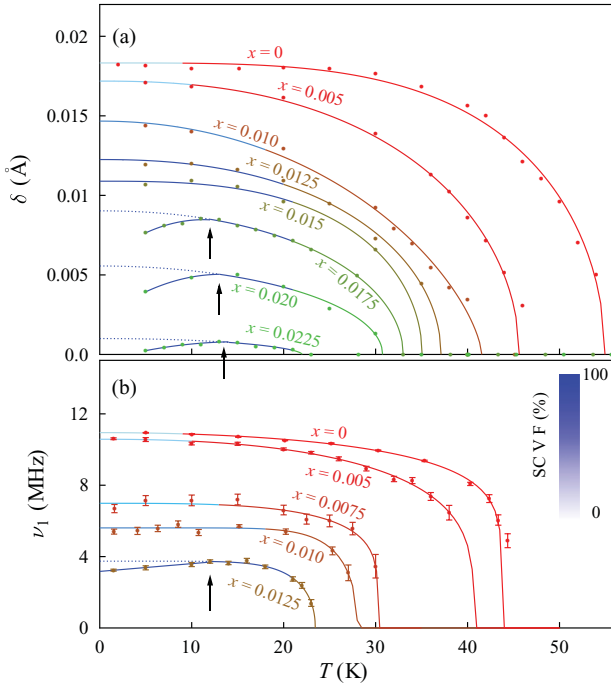 0.02
(a)
x = 0
x = 0.005
0.015
x = 0.010
x = 0.0125
x = 0.015
δ (Å)
0.01
x = 0.0175
0.005
x = 0.020
x = 0.0225
0.0
(b)
100
SC V F (%)
0
12
x = 0
x = 0.005
8
x = 0.0075
ν1 (MHz)
4
x = 0.010
x = 0.0125
0
0 10 20 30 40 50
T (K)